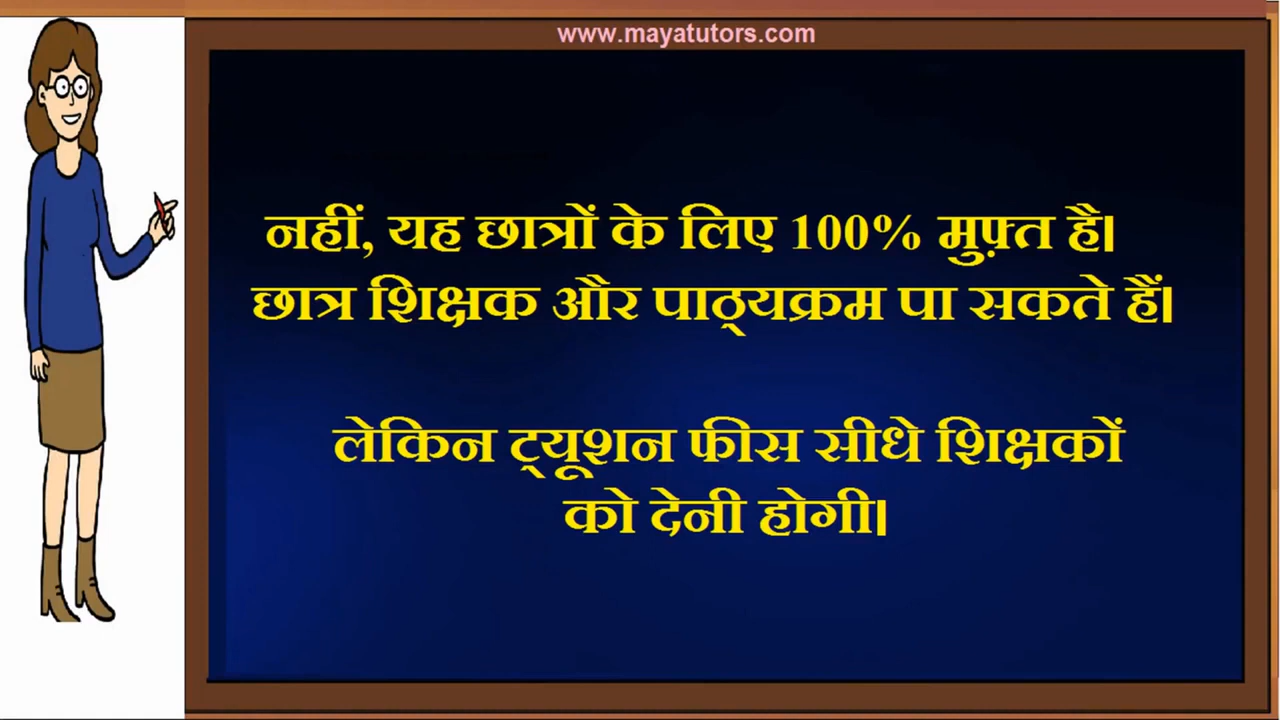 www.mayatutors.com
नहीं, यह छात्रों के लिए 100% मुफ़्त है।
छात्र शिक्षक और पाठ्यक्रम पा सकते हैं।
लेकिन ट्यूशन फीस सीधे शिक्षकों
को देनी होगी।